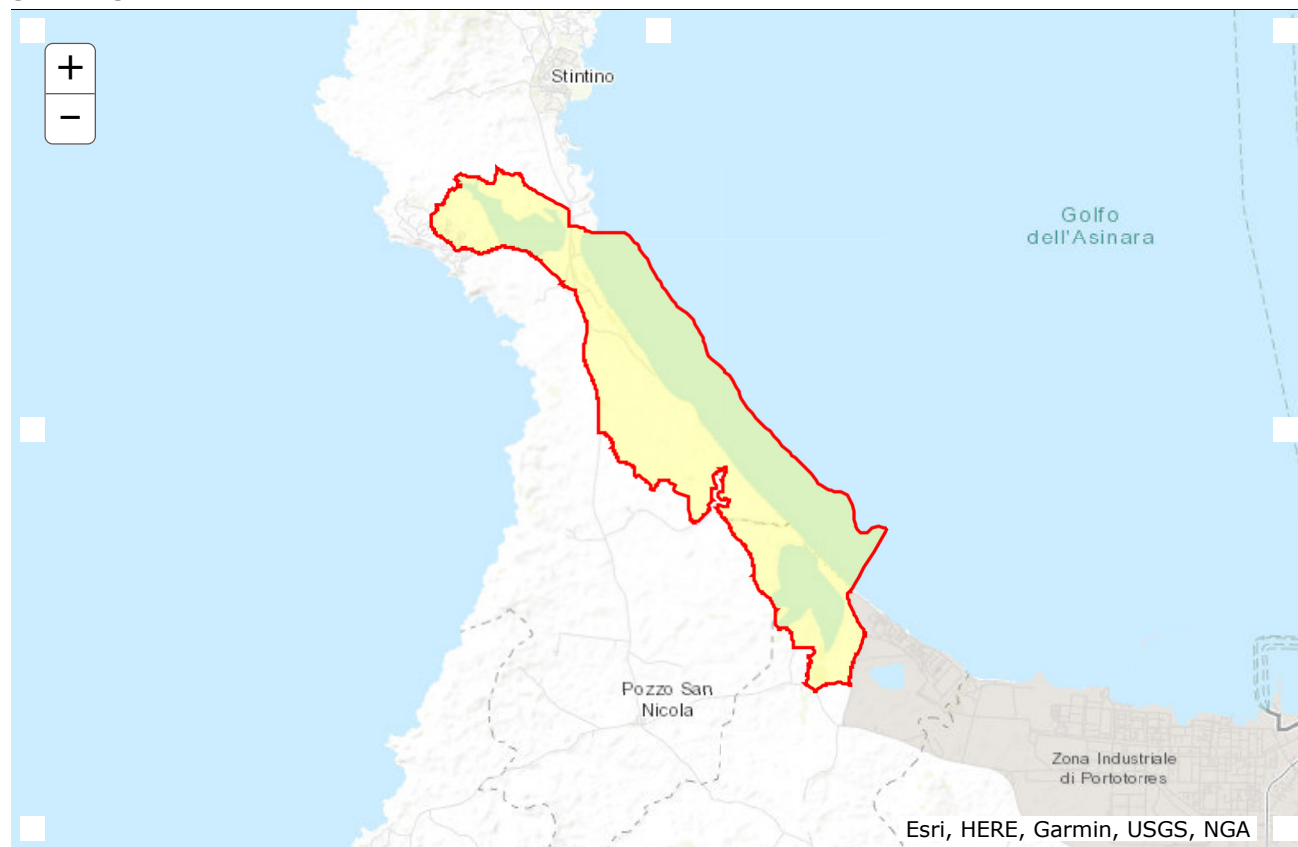 +
Stintino
−
Golfo
dell'Asinara
Pozzo San
Nicola
Zona Industriale
di Portotorres
Esri, HERE, Garmin, USGS, NGA